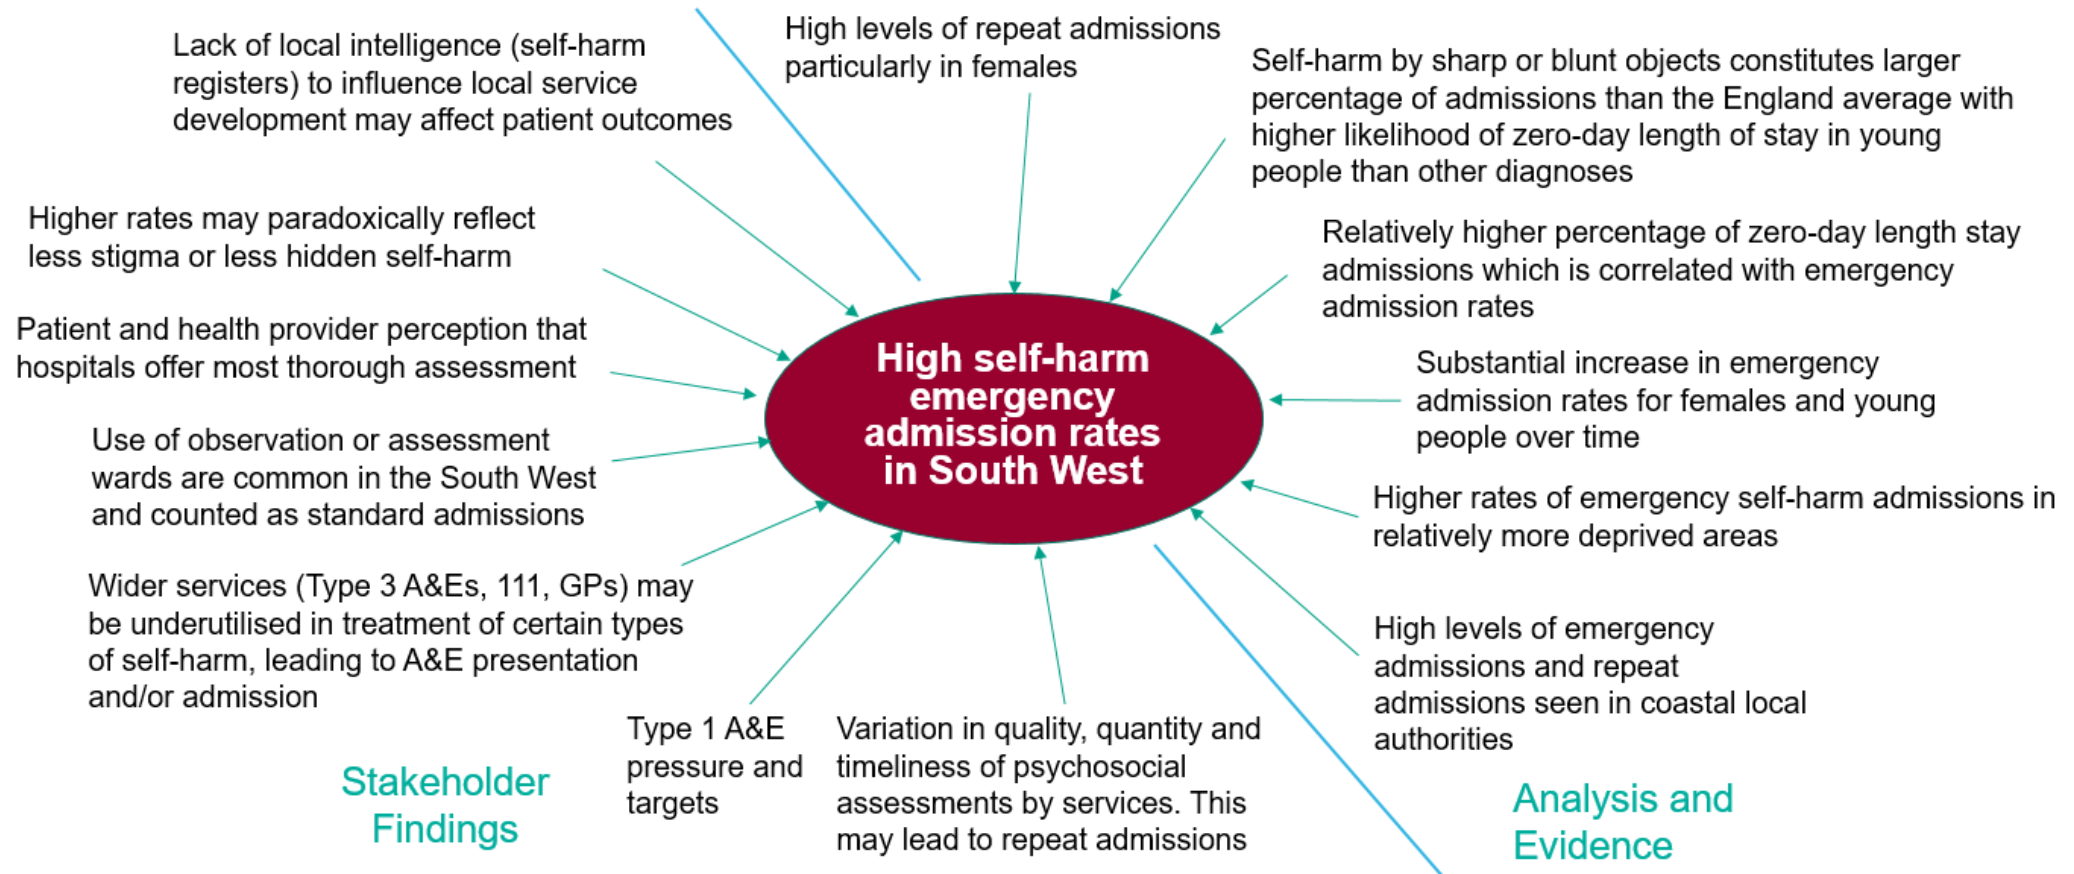 Lack of local intelligence (self-harm
registers) to influence local service
development may affect patient outcomes
Higher rates may paradoxically reflect
less stigma or less hidden self-harm
Patient and health provider perception that
hospitals offer most thorough assessment
Use of observation or assessment
wards are common in the South West
and counted as standard admissions
Wider services (Type 3 A&Es, 111, GPs) may
be underutilised in treatment of certain types
of self-harm, leading to A&E presentation
and/or admission
Type 1 A&E
pressure and
targets
Variation in quality, quantity and
timeliness of psychosocial
assessments by services. This
may lead to repeat admissions
Stakeholder
Findings
High self-harm
emergency
admission rates
in South West
High levels of repeat admissions
particularly in females
Self-harm by sharp or blunt objects constitutes larger
percentage of admissions than the England average with
higher likelihood of zero-day length of stay in young
people than other diagnoses
Relatively higher percentage of zero-day length stay
admissions which is correlated with emergency
admission rates
Substantial increase in emergency
admission rates for females and young
people over time
Higher rates of emergency self-harm admissions in
relatively more deprived areas
High levels of emergency
admissions and repeat
admissions seen in coastal local
authorities
Analysis and
Evidence